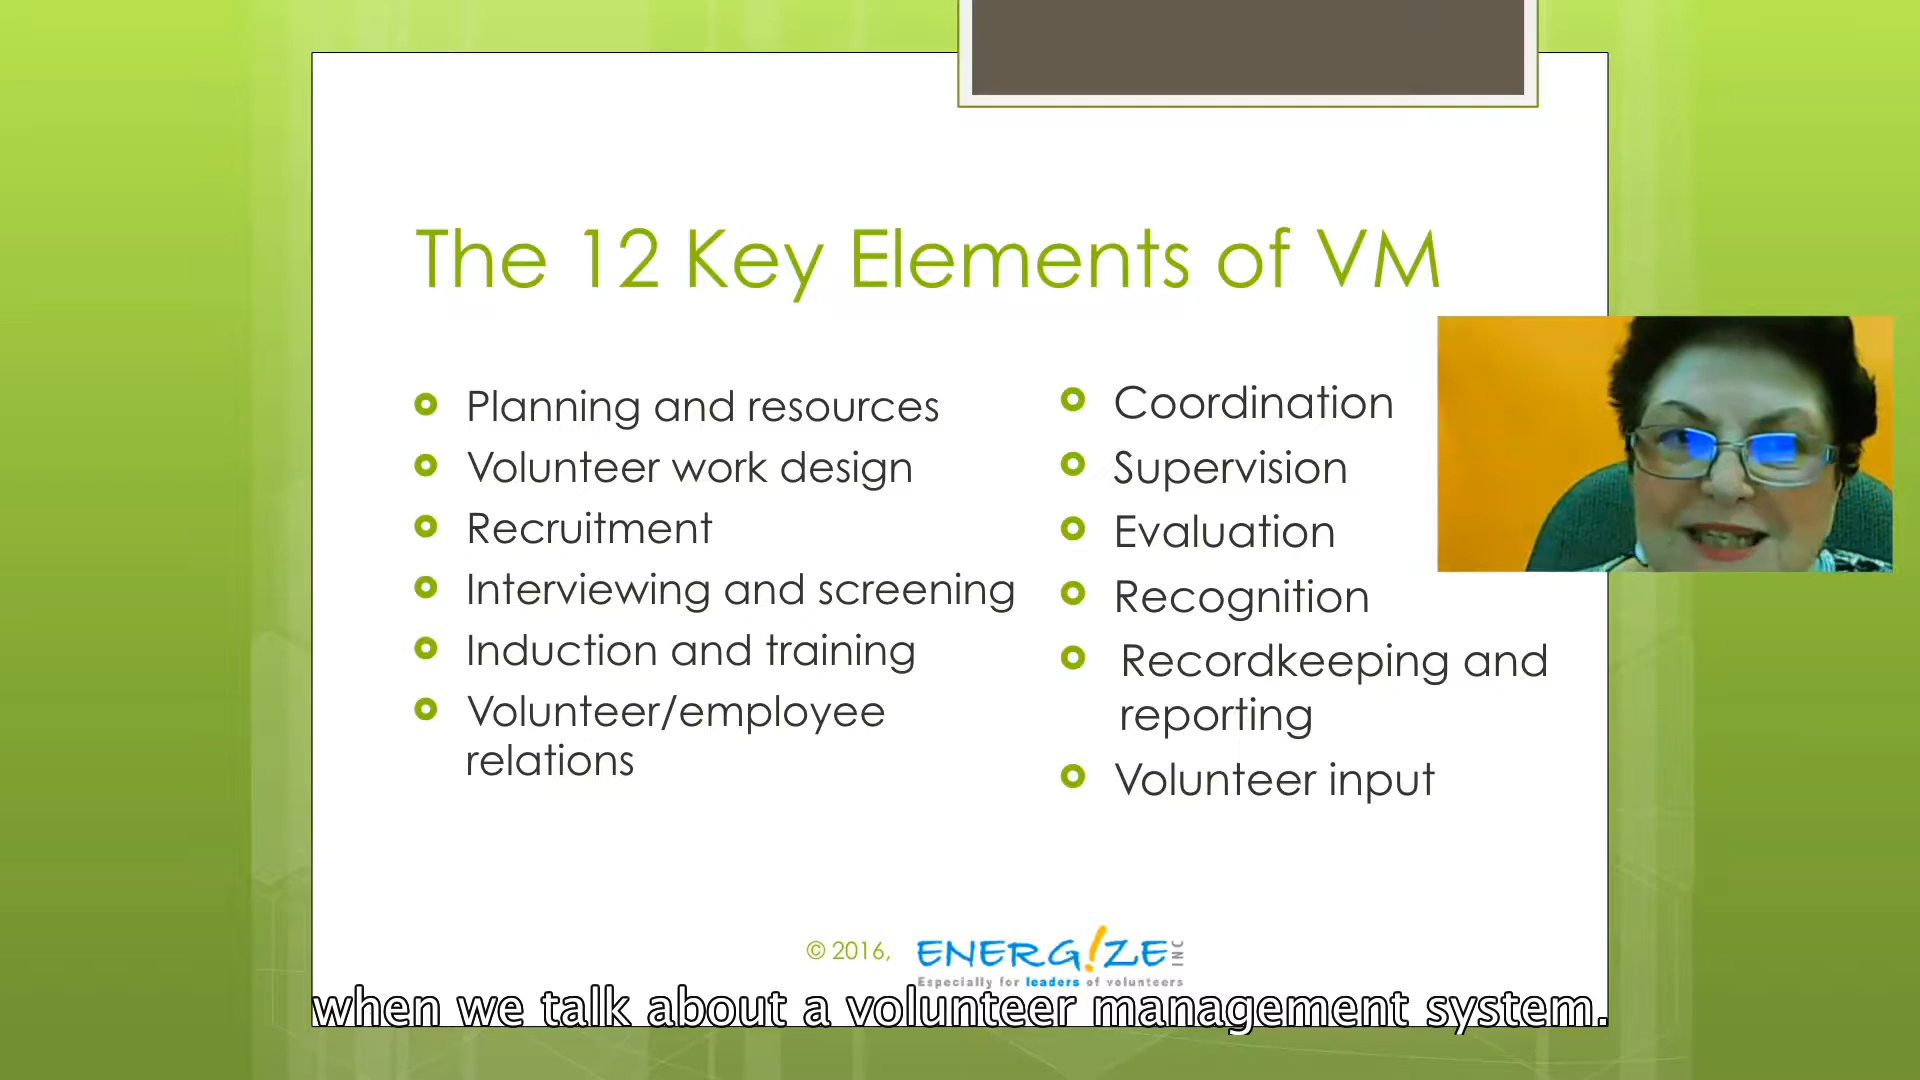 The 12 Key Elements of VM
Planning and resources
Volunteer work design
Recruitment
Interviewing and screening
Induction and training
Volunteer/employee
relations
Coordination
Supervision
Evaluation
Recognition
Recordkeeping and
reporting
Volunteer input
© 2016, ENERG!ZE INC
Especially for leaders of volunteers
when we talk about a volunteer management system.